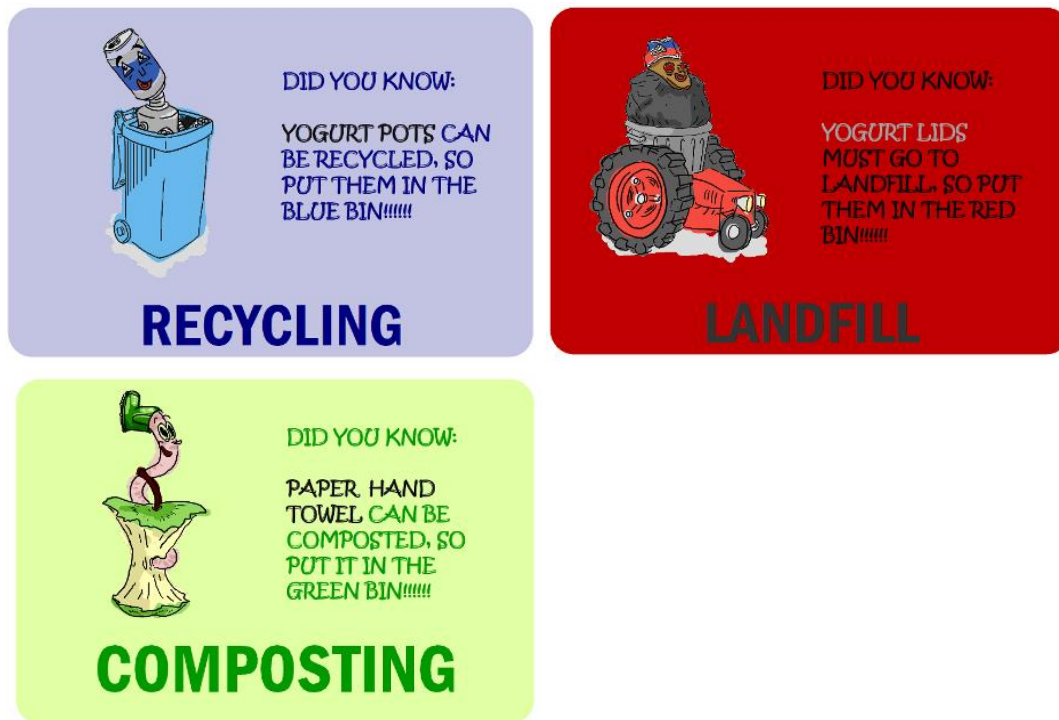 DID YOU KNOW:
YOGURT POTS CAN
BE RECYCLED, SO
PUT THEM IN THE
BLUE BIN!!!!!!
RECYCLING
DID YOU KNOW:
YOGURT LIDS
MUST GO TO
LANDFILL, SO PUT
THEM IN THE RED
BIN!!!!!!
LANDFILL
DID YOU KNOW:
PAPER HAND
TOWEL CAN BE
COMPOSTED, SO
PUT IT IN THE
GREEN BIN!!!!!!
COMPOSTING